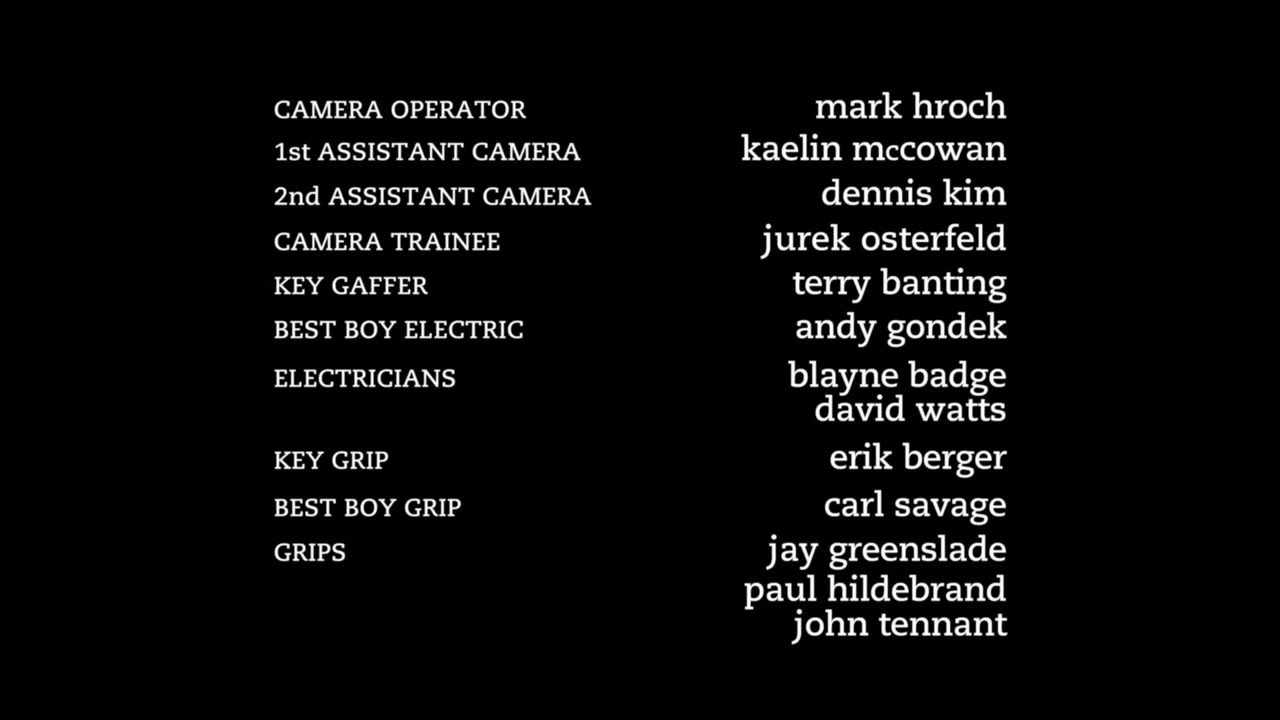 CAMERA OPERATOR mark hroch
1st ASSISTANT CAMERA kaelin mccowan
2nd ASSISTANT CAMERA dennis kim
CAMERA TRAINEE jurek osterfeld
KEY GAFFER terry banting
BEST BOY ELECTRIC andy gondek
ELECTRICIANS blayne badge
david watts
KEY GRIP erik berger
BEST BOY GRIP carl savage
GRIPS jay greenslade
paul hildebrand
john tennant